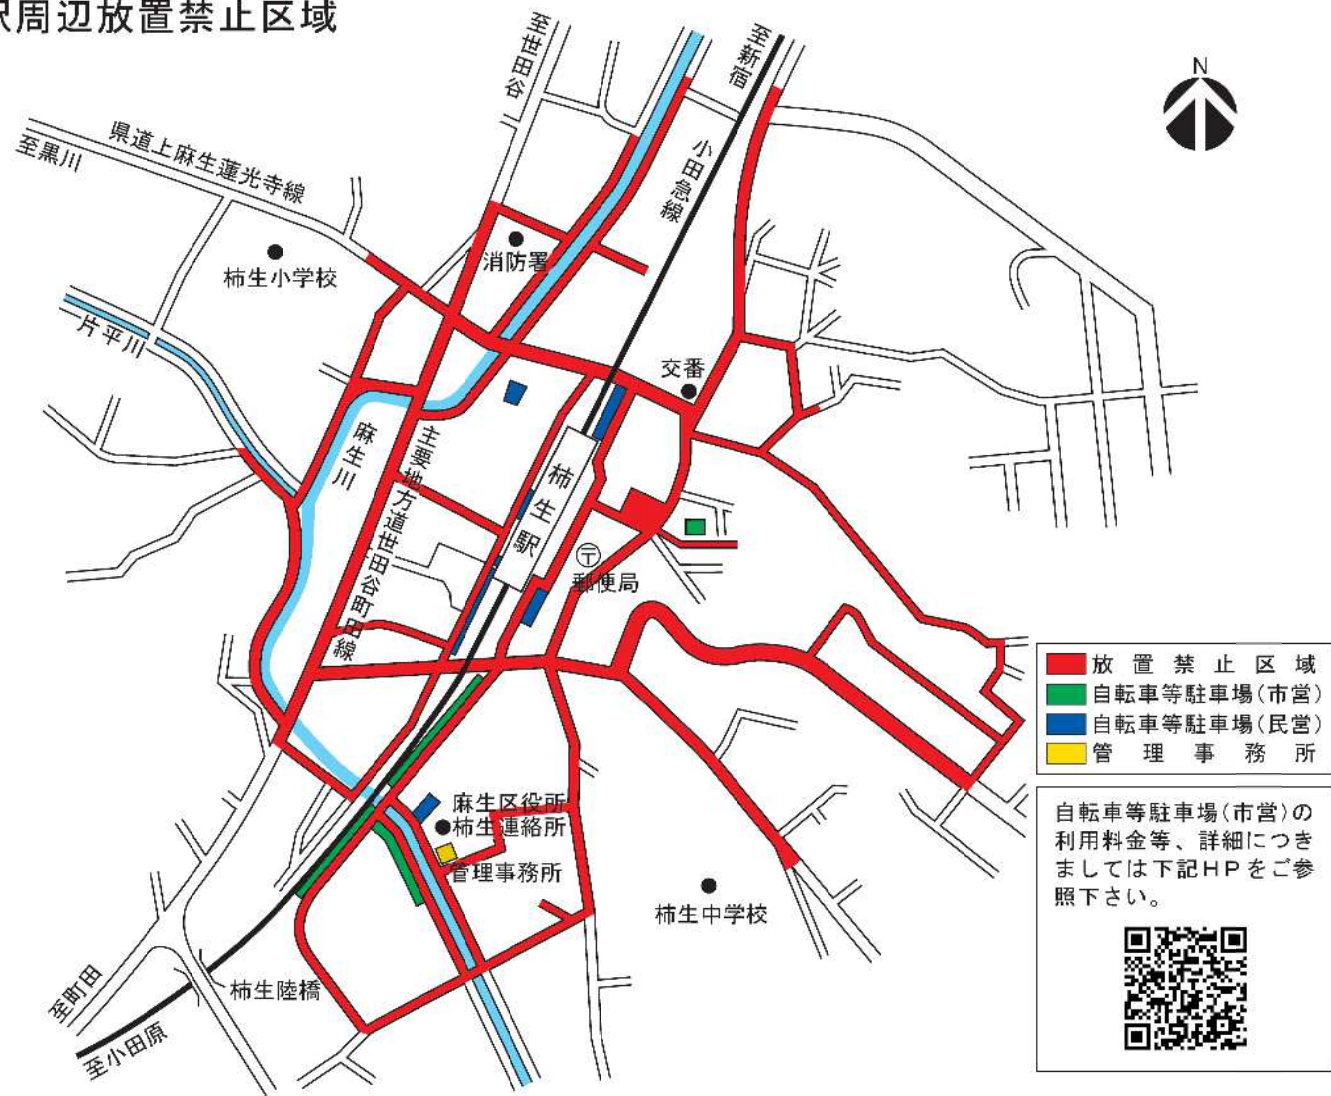 駅周辺放置禁止区域
至世田谷
至新宿
N
県道上麻生蓮光寺線
至黒川
小田急線
消防署
柿生小学校
片平川
交番
麻生川
主要地方道世田谷町田線
柿生駅
〒
郵便局
放置禁止区域
自転車等駐車場(市営)
自転車等駐車場(民営)
管理事務所
麻生区役所
柿生連絡所
管理事務所
柿生中学校
柿生陸橋
至町田
至小田原
自転車等駐車場(市営)の
利用料金等、詳細につき
ましては下記HPをご参
照下さい。